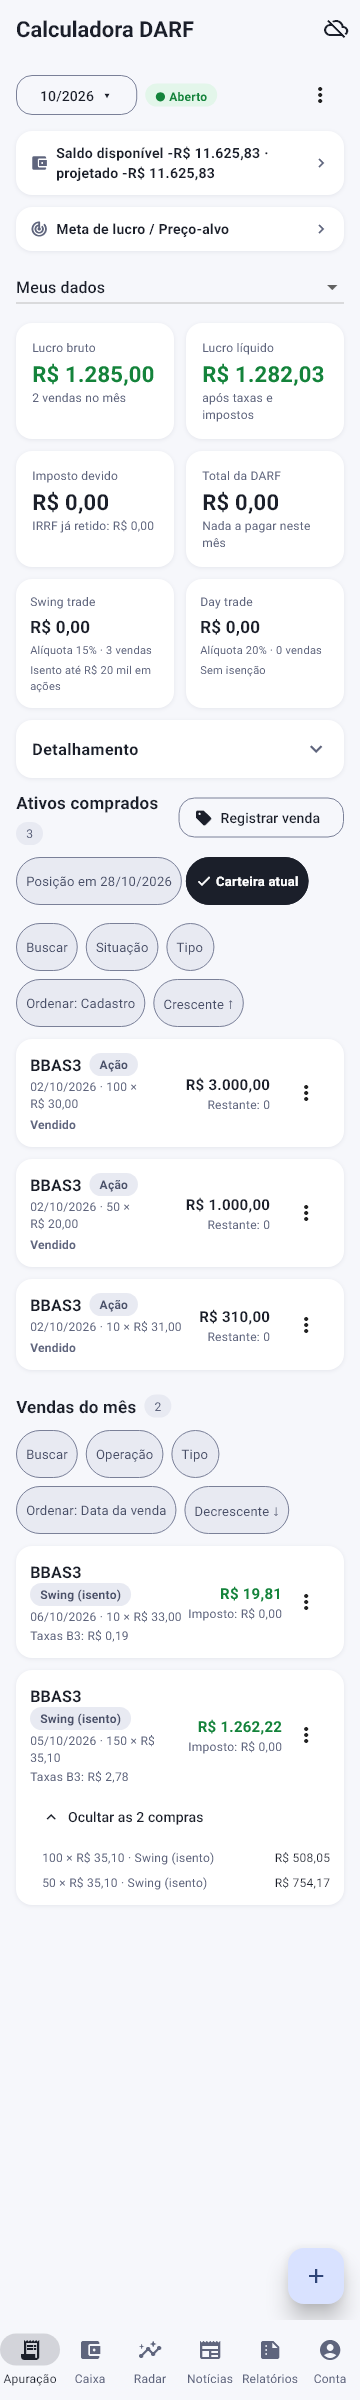 Calculadora DARF
10/2026
Aberto
Saldo disponível -R$ 11.625,83 ·
projetado -R$ 11.625,83
Meta de lucro / Preço-alvo
Meus dados
Lucro bruto
R$ 1.285,00
2 vendas no mês
Lucro líquido
R$ 1.282,03
após taxas e
impostos
Imposto devido
R$ 0,00
IRRF já retido: R$ 0,00
Total da DARF
R$ 0,00
Nada a pagar neste
mês
Swing trade
R$ 0,00
Alíquota 15% · 3 vendas
Isento até R$ 20 mil em
ações
Day trade
R$ 0,00
Alíquota 20% · 0 vendas
Sem isenção
Detalhamento
Ativos comprados
3
Registrar venda
Posição em 28/10/2026
Carteira atual
Buscar
Situação
Tipo
Ordenar: Cadastro
Crescente ↑
BBAS3
Ação
02/10/2026 · 100 ×
R$ 30,00
Vendido
R$ 3.000,00
Restante: 0
BBAS3
Ação
02/10/2026 · 50 ×
R$ 20,00
Vendido
R$ 1.000,00
Restante: 0
BBAS3
Ação
02/10/2026 · 10 × R$ 31,00
Vendido
R$ 310,00
Restante: 0
Vendas do mês
2
Buscar
Operação
Tipo
Ordenar: Data da venda
Decrescente ↓
BBAS3
Swing (isento)
06/10/2026 · 10 × R$ 33,00
Taxas B3: R$ 0,19
R$ 19,81
Imposto: R$ 0,00
BBAS3
Swing (isento)
05/10/2026 · 150 × R$
35,10
Taxas B3: R$ 2,78
R$ 1.262,22
Imposto: R$ 0,00
Ocultar as 2 compras
100 × R$ 35,10 · Swing (isento)
R$ 508,05
50 × R$ 35,10 · Swing (isento)
R$ 754,17
Apuração
Caixa
Radar
Notícias
Relatórios
Conta